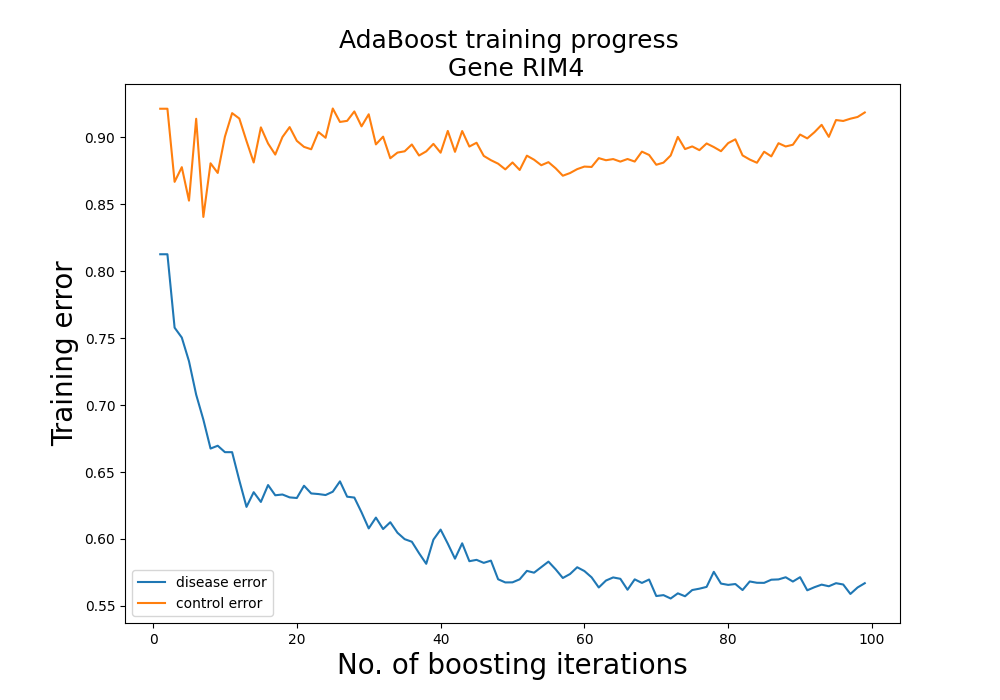 AdaBoost training progress
Gene RIM4
Training error
0.90
0.85
0.80
0.75
0.70
0.65
0.60
0.55
disease error
control error
0
20
40
60
80
100
No. of boosting iterations